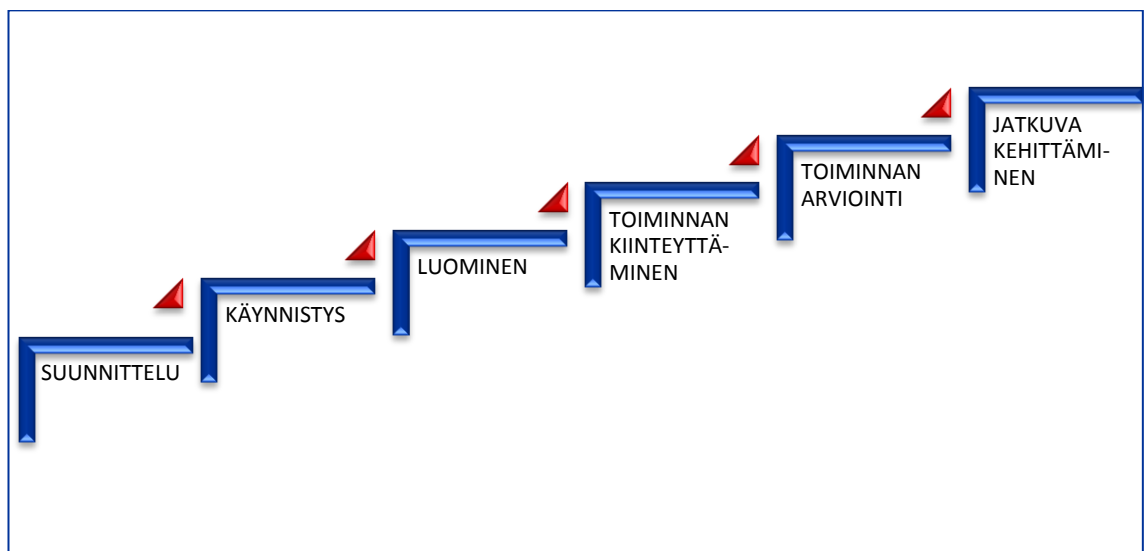 SUUNNITTELU
KÄYNNISTYS
LUOMINEN
TOIMINNAN
KIINTEYTTÄ-
MINEN
TOIMINNAN
ARVIOINTI
JATKUVA
KEHITTÄMI-
NEN